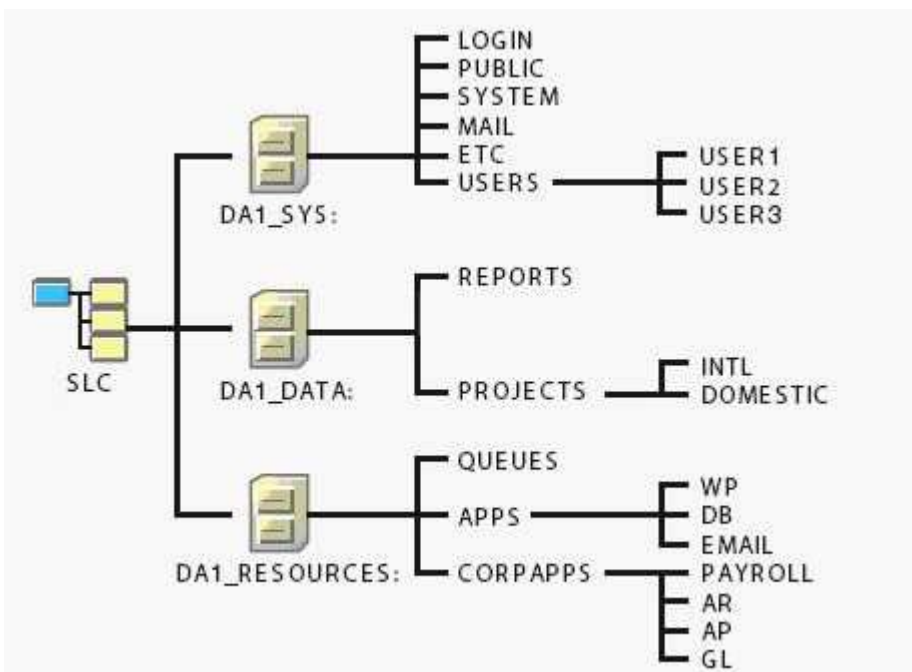 LOGIN
PUBLIC
SYSTEM
MAIL
ETC
USERS
USER1
USER2
USER3
DA1_SYS:
REPORTS
PROJECTS
INTL
DOMESTIC
DA1_DATA:
SLC
QUEUES
APPS
WP
DB
EMAIL
CORPAPPS
PAYROLL
AR
AP
GL
DA1_RESOURCES: